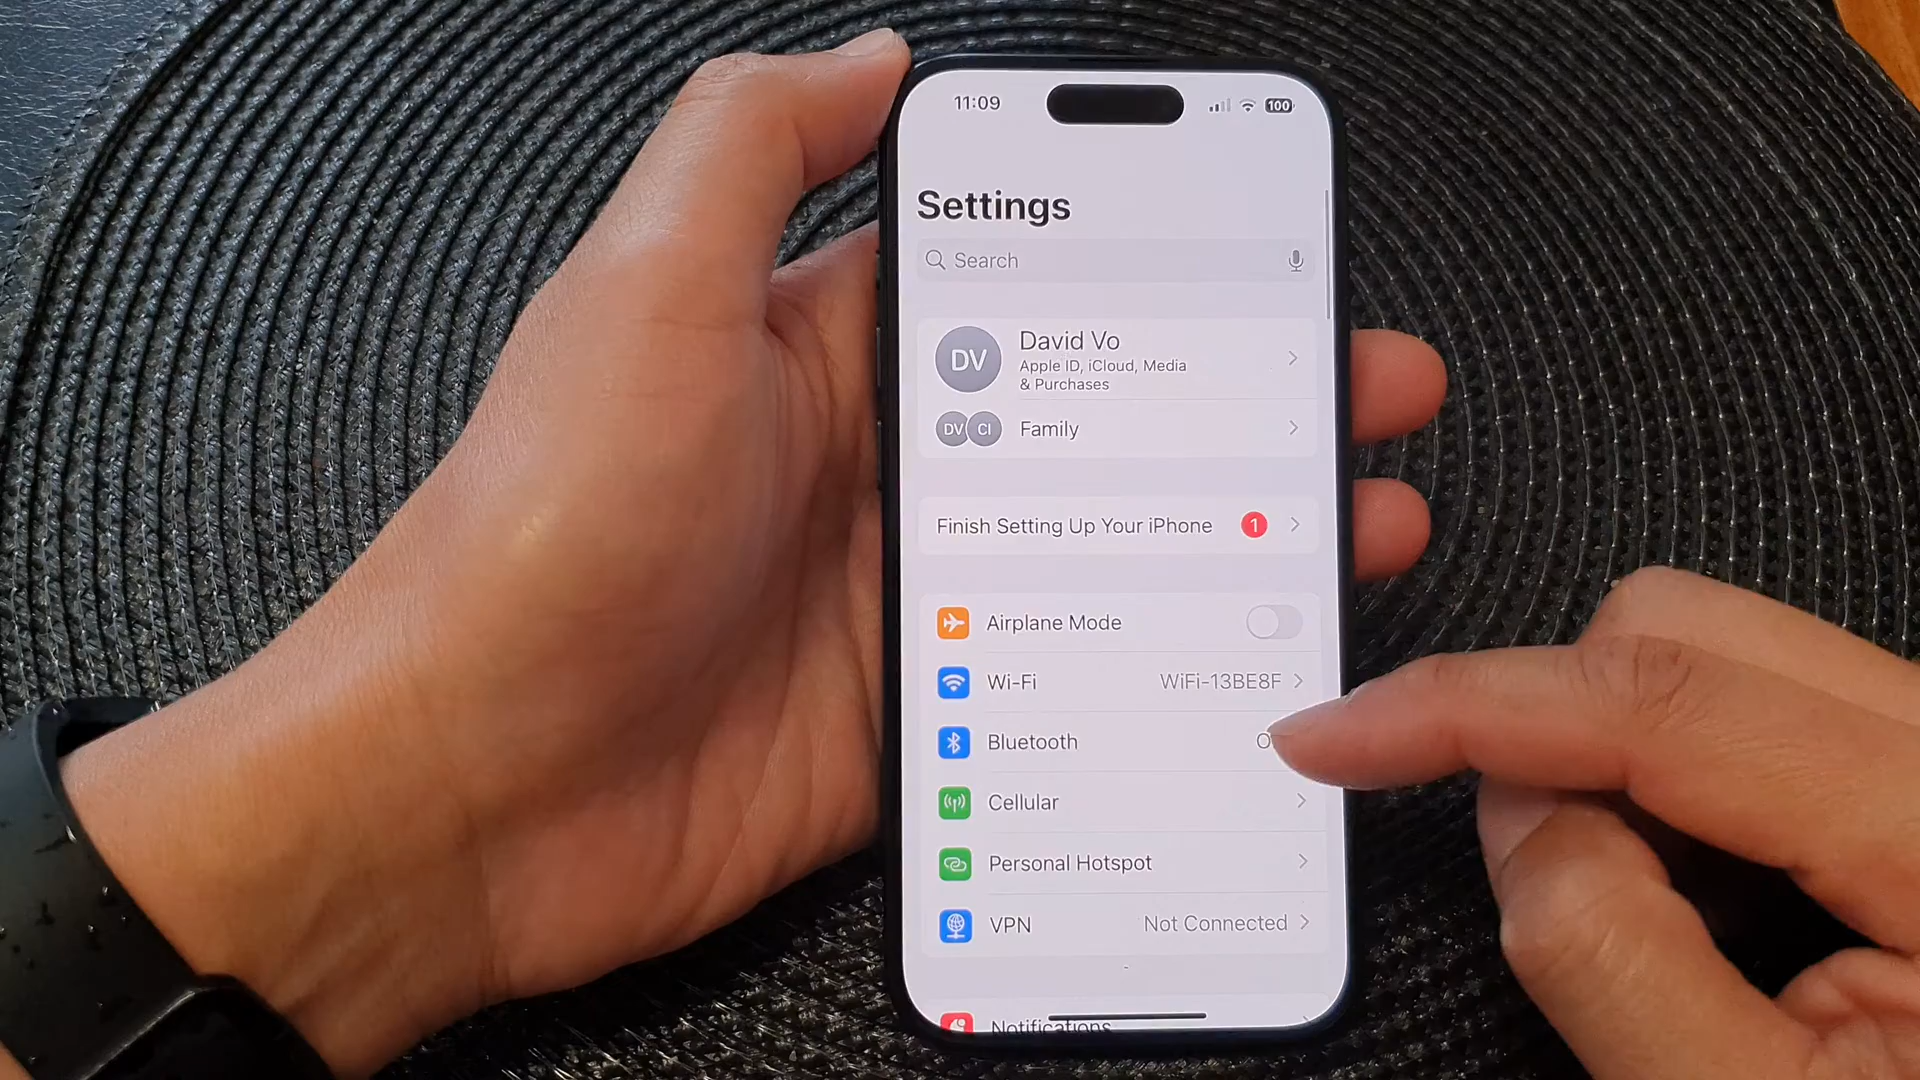 11:09
100
Settings
Search
DV
David Vo
Apple ID, iCloud, Media
& Purchases
DV CI
Family
Finish Setting Up Your iPhone 1
Airplane Mode
Wi-Fi WiFi-13BE8F
Bluetooth
Cellular
Personal Hotspot
VPN Not Connected
Notifications